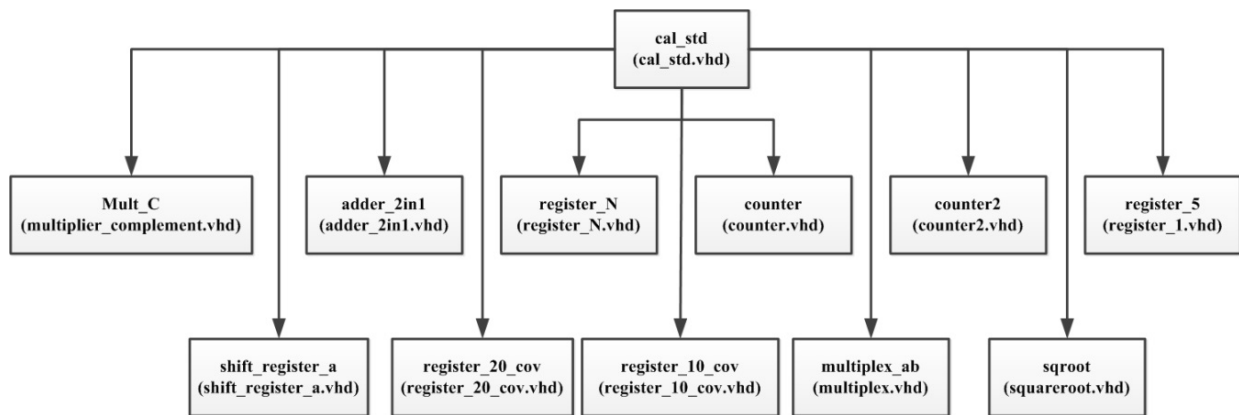 cal_std
(cal_std.vhd)
Mult_C
(multiplier_complement.vhd)
adder_2in1
(adder_2in1.vhd)
register_N
(register_N.vhd)
counter
(counter.vhd)
counter2
(counter2.vhd)
register_5
(register_1.vhd)
shift_register_a
(shift_register_a.vhd)
register_20_cov
(register_20_cov.vhd)
register_10_cov
(register_10_cov.vhd)
multiplex_ab
(multiplex.vhd)
sqroot
(squareroot.vhd)